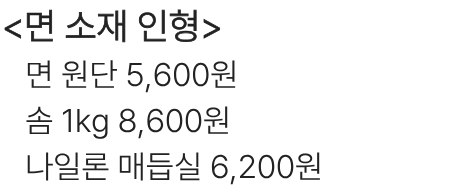 <면 소재 인형>
면 원단 5,600원
솜 1kg 8,600원
나일론 매듭실 6,200원